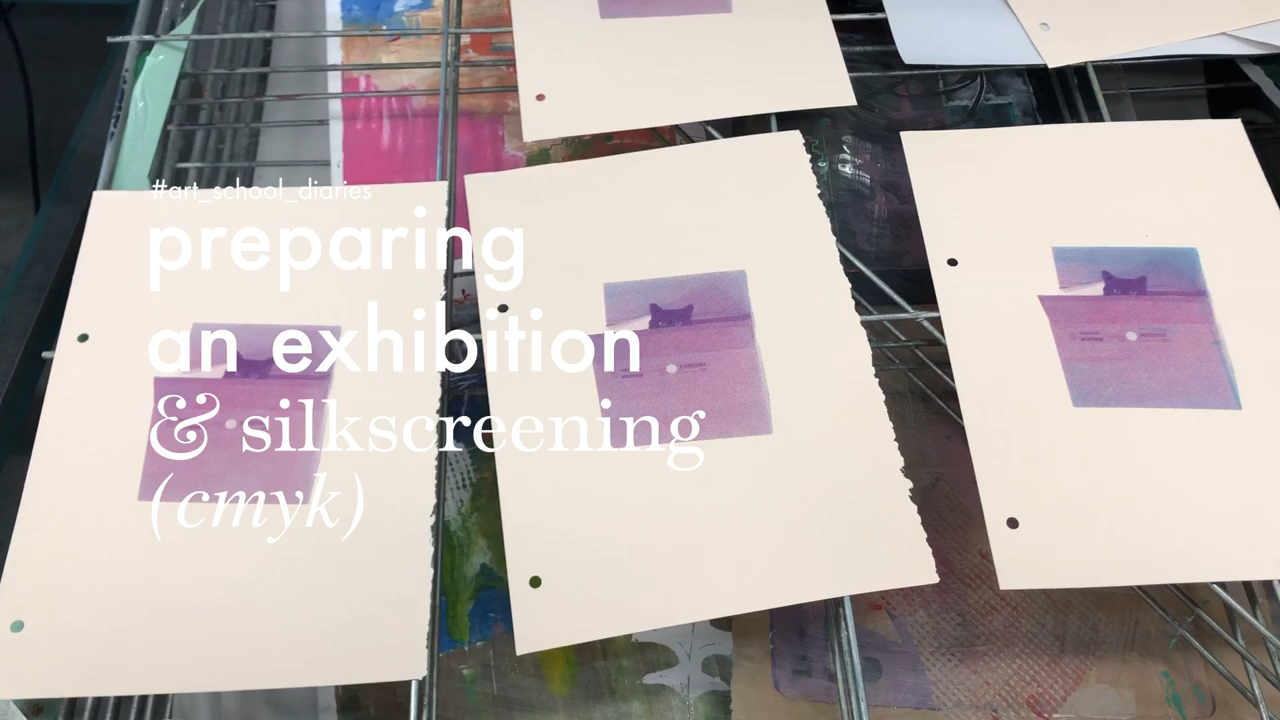 #art_school_diaries
preparing
an exhibition
& silkscreening
(cmyk)